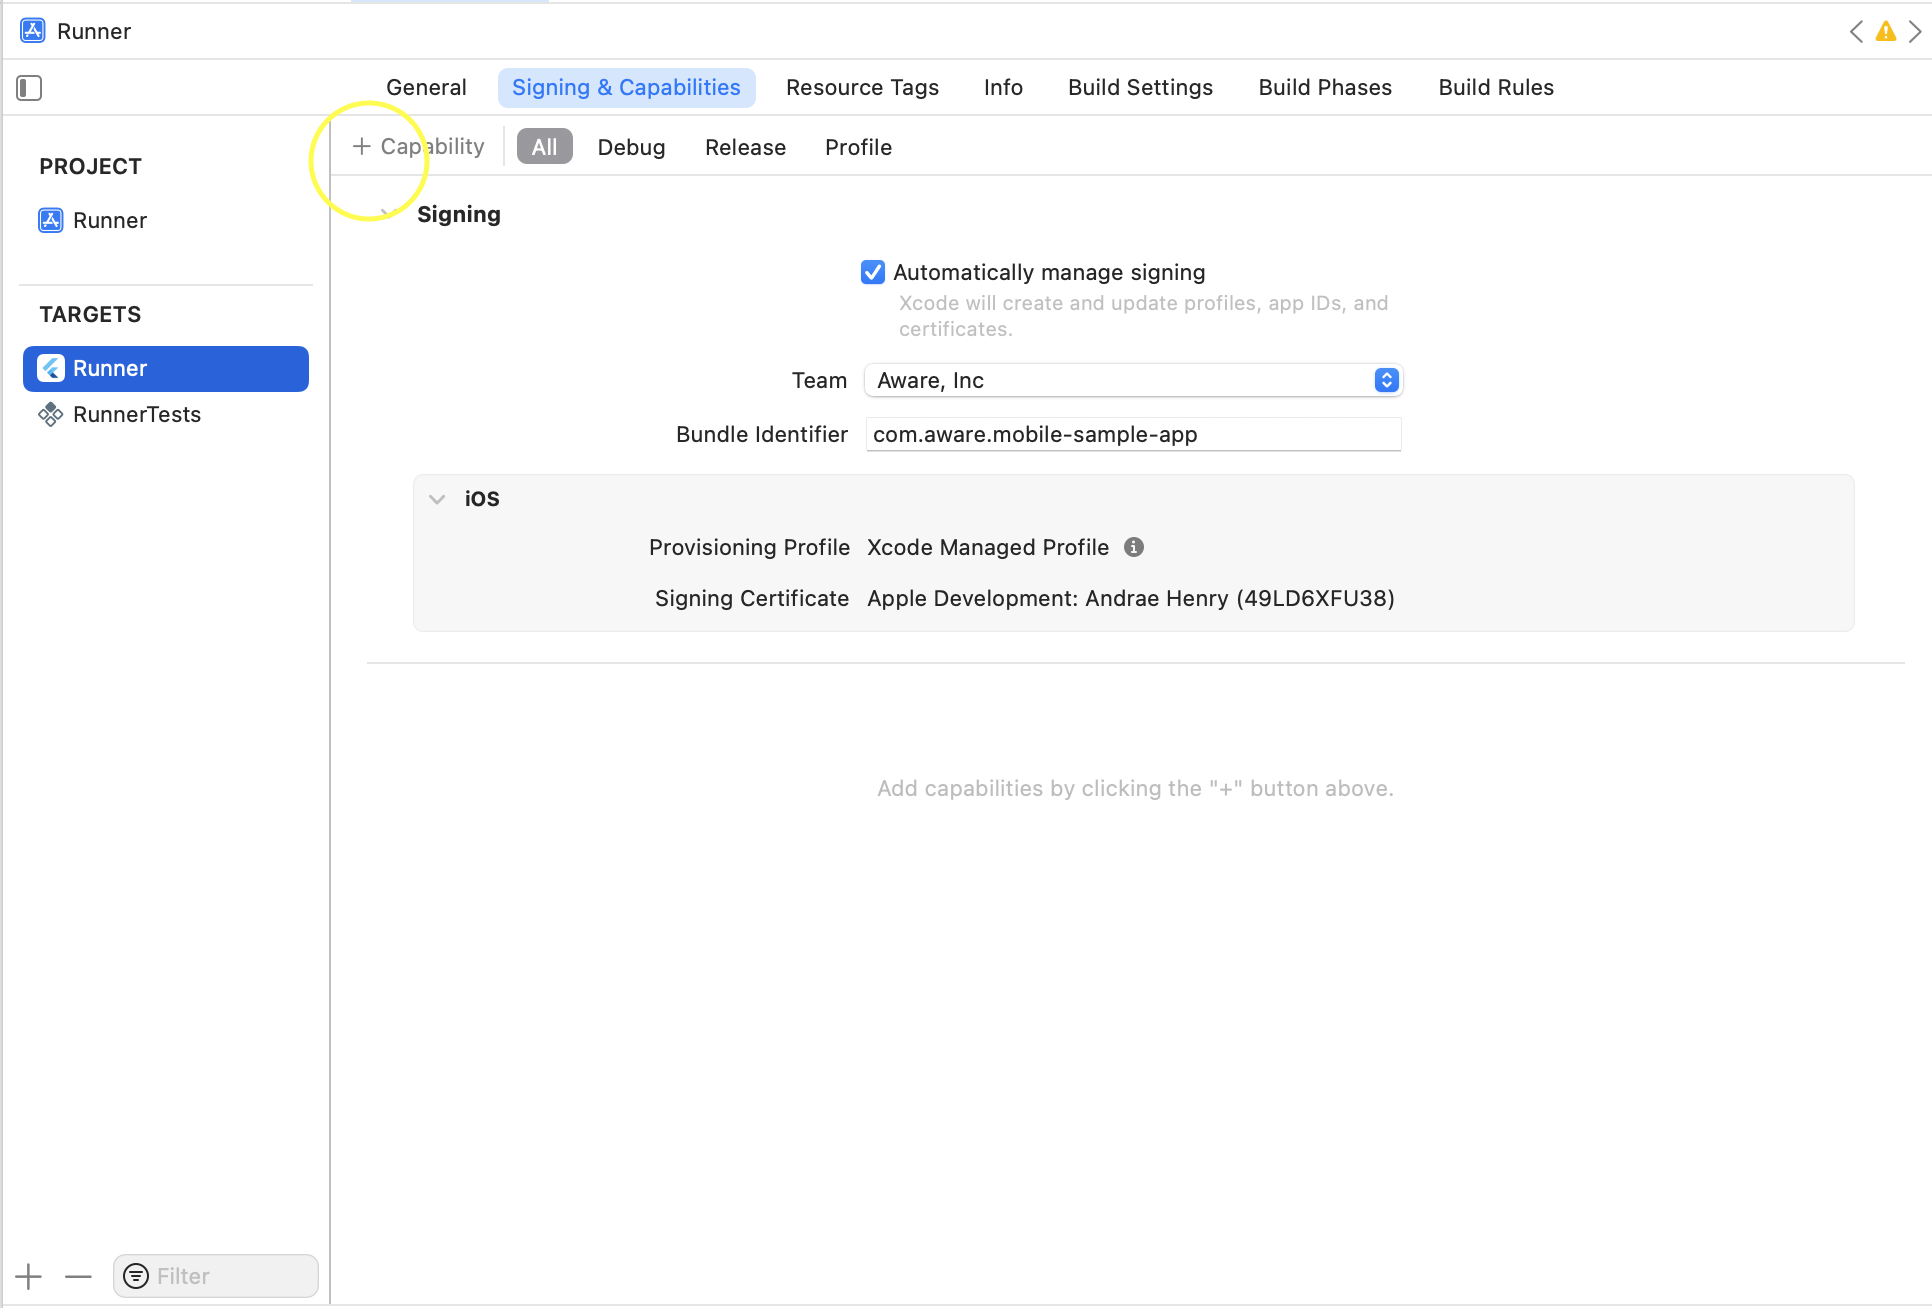 Runner
General Signing & Capabilities Resource Tags Info Build Settings Build Phases Build Rules
+ Capability All Debug Release Profile
PROJECT
Runner
TARGETS
Runner
RunnerTests
Filter
Signing
Automatically manage signing
Xcode will create and update profiles, app IDs, and
certificates.
Team Aware, Inc
Bundle Identifier com.aware.mobile-sample-app
iOS
Provisioning Profile Xcode Managed Profile
Signing Certificate Apple Development: Andrae Henry (49LD6XFU38)
Add capabilities by clicking the "+" button above.